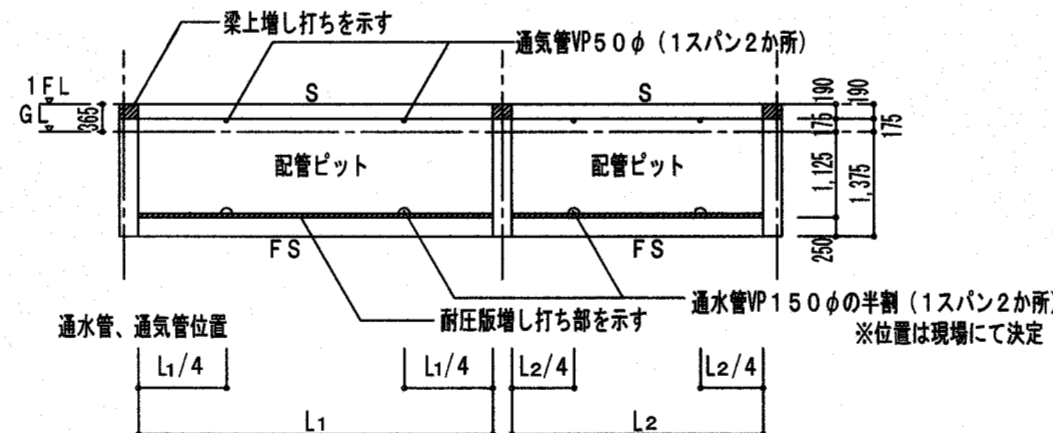 梁上増し打ちを示す
通気管VP50φ（1スパン2か所）
1FL
GL
365
S
S
190
190
175
175
配管ピット
配管ピット
1,125
1,375
250
FS
FS
通水管VP150φの半割（1スパン2か所）
※位置は現場にて決定
耐圧版増し打ち部を示す
通水管、通気管位置
L1/4
L1/4
L2/4
L2/4
L1
L2